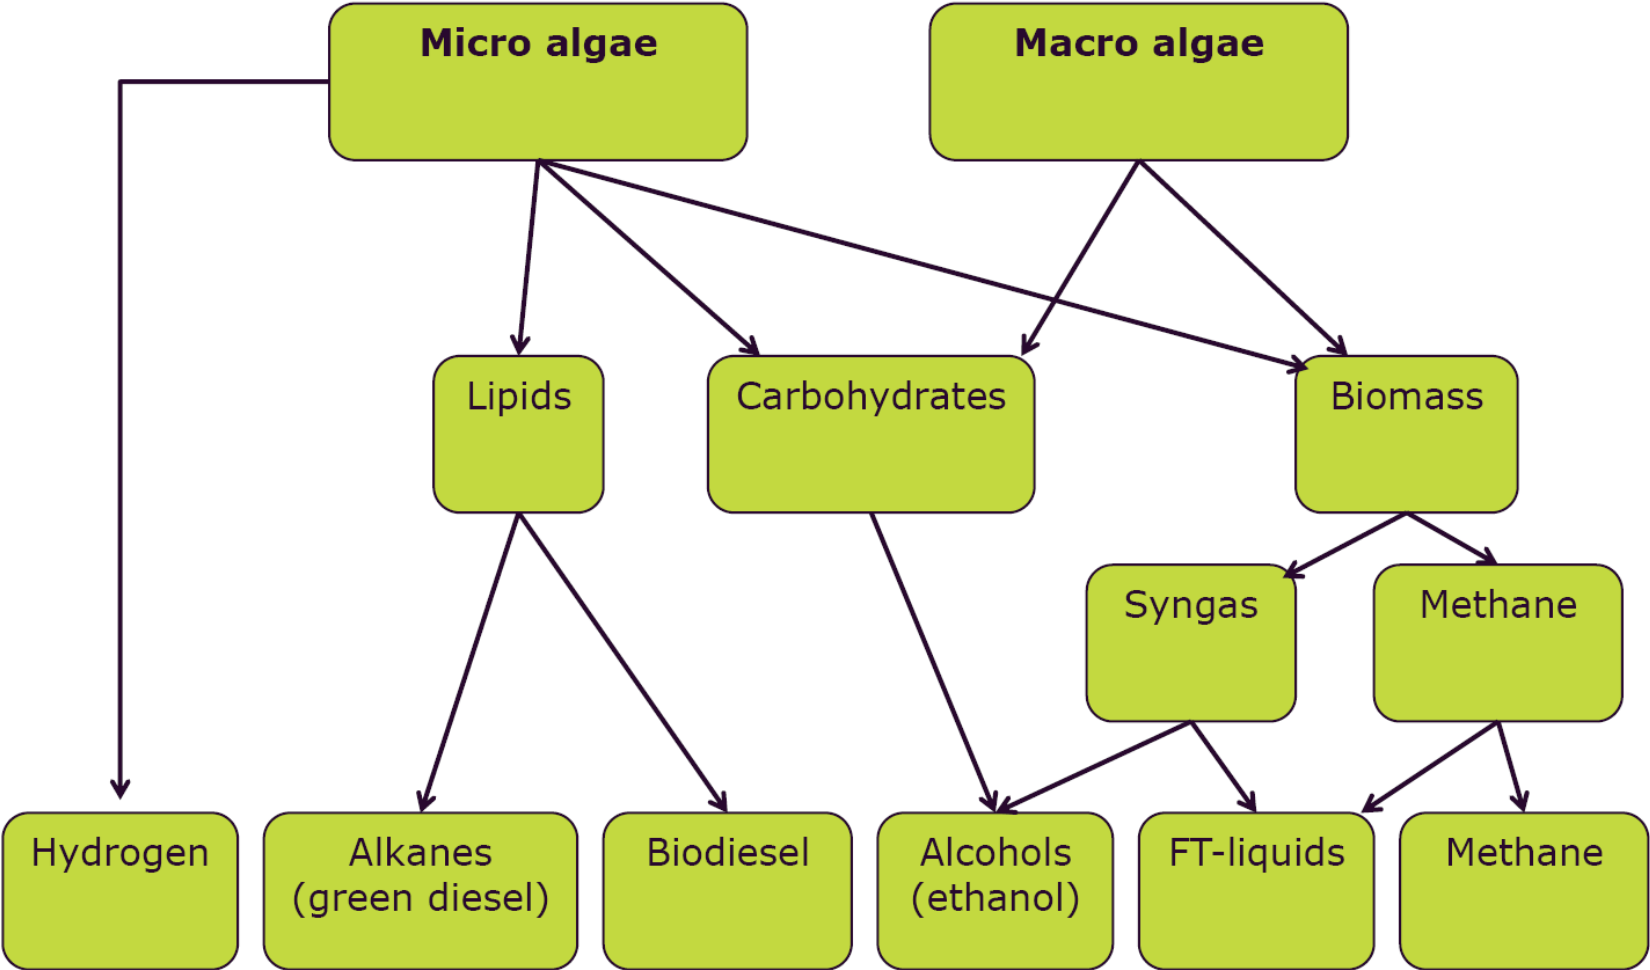 Micro algae
Macro algae
Lipids
Carbohydrates
Biomass
Syngas
Methane
Hydrogen
Alkanes
(green diesel)
Biodiesel
Alcohols
(ethanol)
FT-liquids
Methane